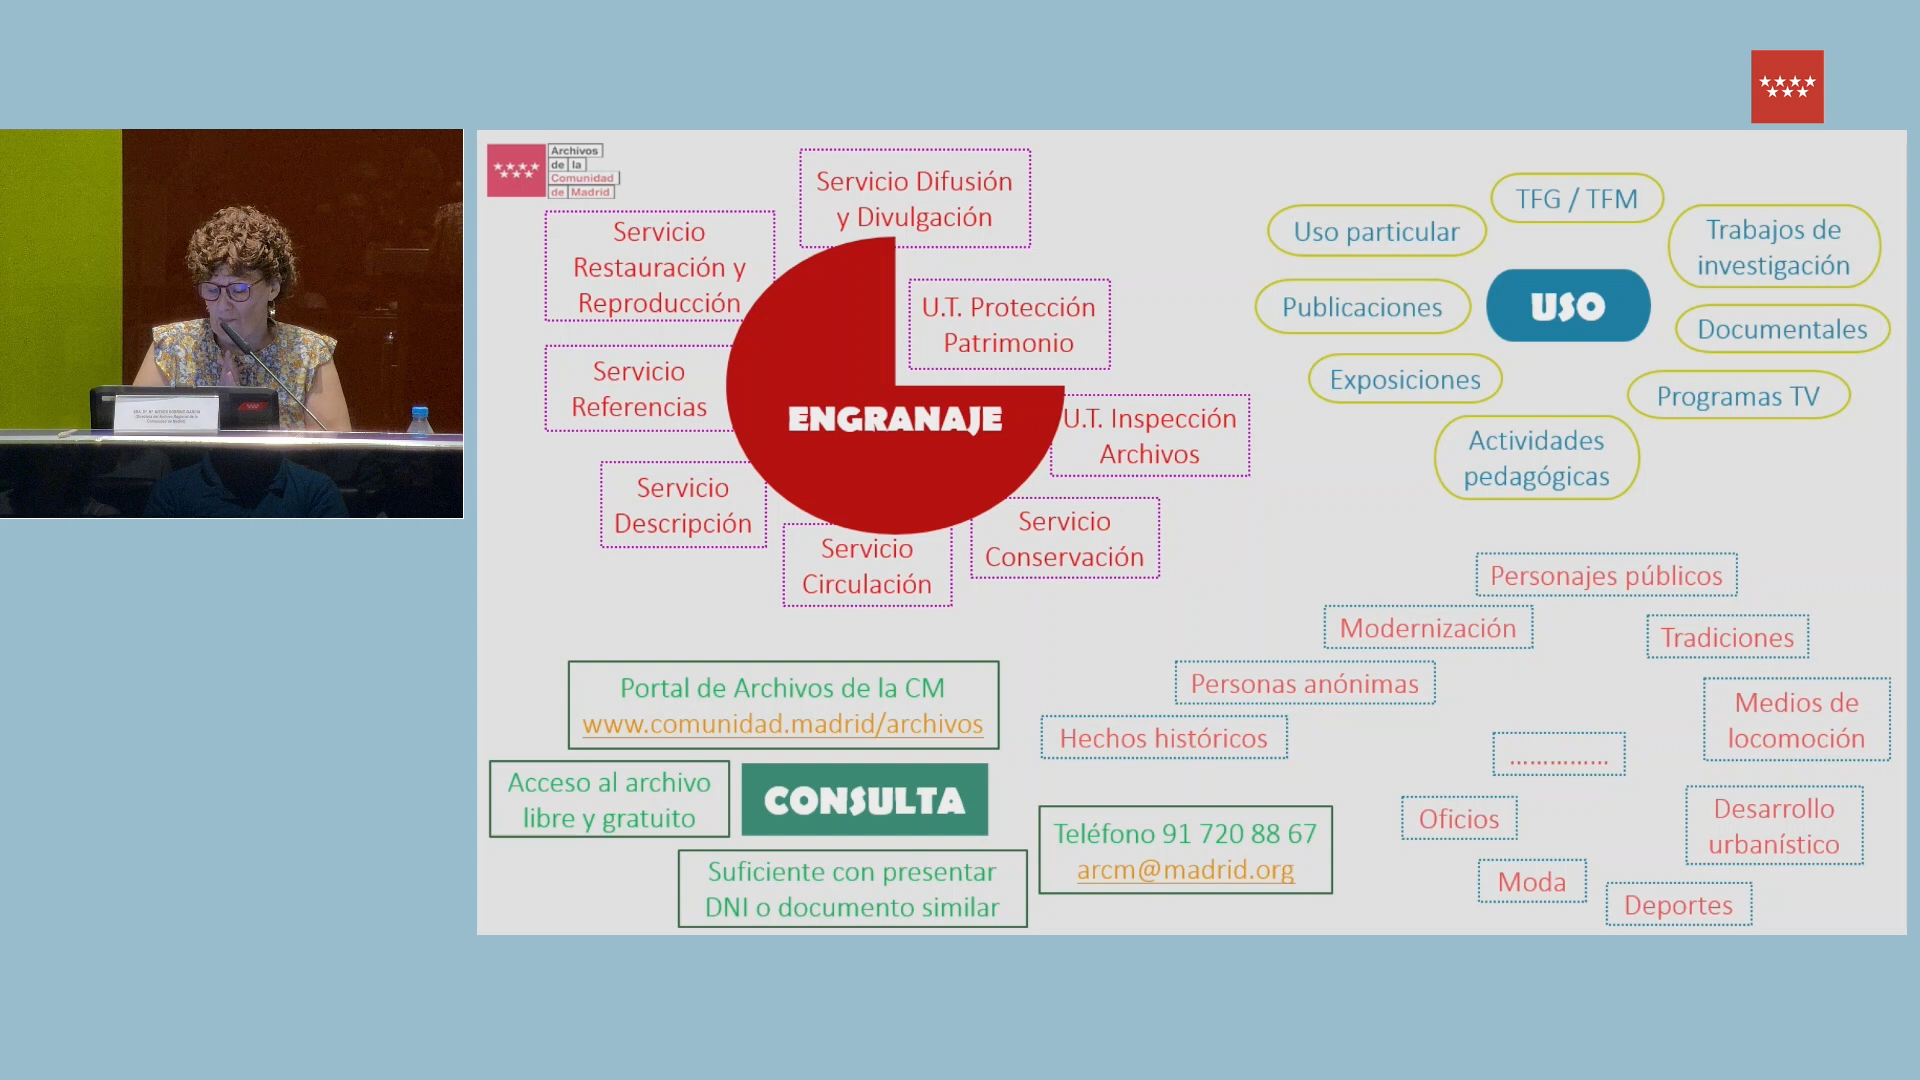 Archivos
de la
Comunidad
de Madrid
Servicio Difusión
y Divulgación
Servicio
Restauración y
Reproducción
U.T. Protección
Patrimonio
Servicio
Referencias
ENGRANAJE
U.T. Inspección
Archivos
Servicio
Descripción
Servicio
Circulación
Servicio
Conservación
TFG / TFM
Uso particular
Trabajos de
investigación
Publicaciones
USO
Documentales
Exposiciones
Programas TV
Actividades
pedagógicas
Personajes públicos
Modernización
Tradiciones
Personas anónimas
Medios de
locomoción
Hechos históricos
……………
Oficios
Desarrollo
urbanístico
Moda
Deportes
Portal de Archivos de la CM
www.comunidad.madrid/archivos
Acceso al archivo
libre y gratuito
CONSULTA
Teléfono 91 720 88 67
arcm@madrid.org
Suficiente con presentar
DNI o documento similar